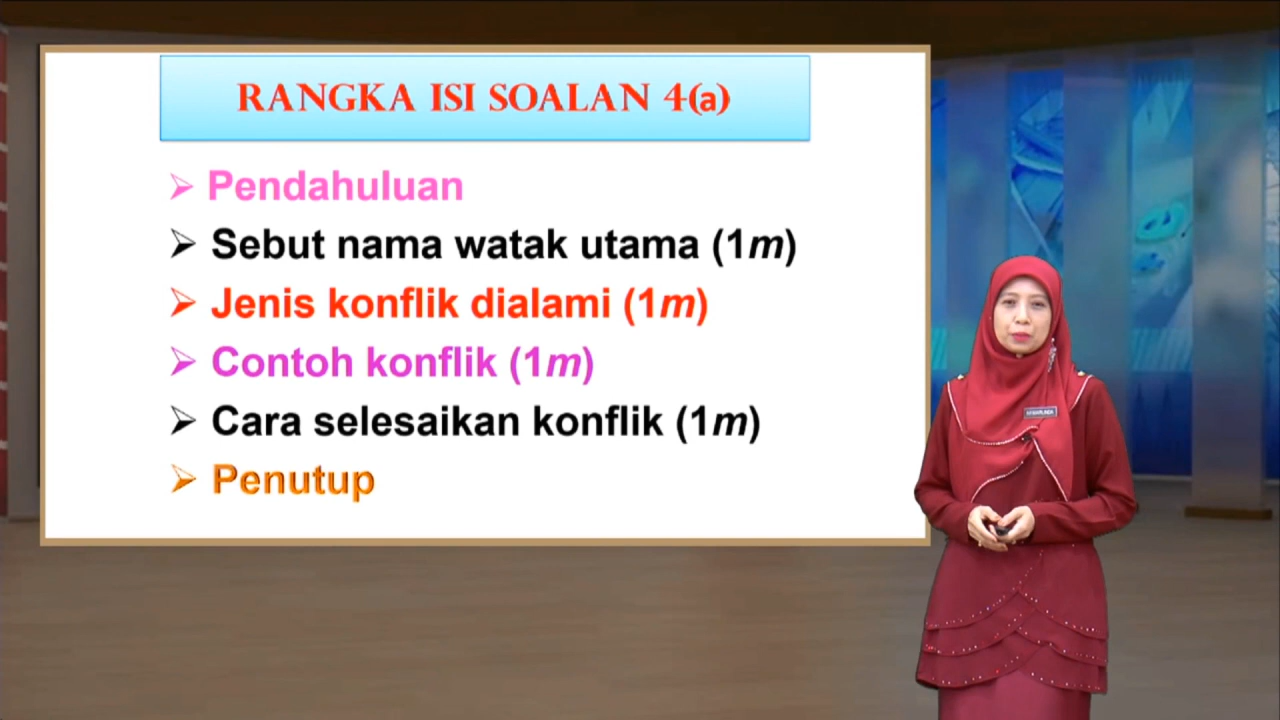 RANGKA ISI SOALAN 4(a)
➢ Pendahuluan
➢ Sebut nama watak utama (1m)
➢ Jenis konflik dialami (1m)
➢ Contoh konflik (1m)
➢ Cara selesaikan konflik (1m)
➢ Penutup